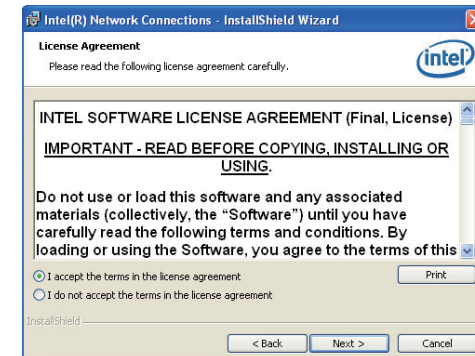 Intel(R) Network Connections - InstallShield Wizard
License Agreement
Please read the following license agreement carefully.
intel
INTEL SOFTWARE LICENSE AGREEMENT (Final, License)
IMPORTANT - READ BEFORE COPYING, INSTALLING OR
USING.
Do not use or load this software and any associated
materials (collectively, the “Software”) until you have
carefully read the following terms and conditions. By
loading or using the Software, you agree to the terms of this
I accept the terms in the license agreement
Print
I do not accept the terms in the license agreement
InstallShield
< Back
Next >
Cancel